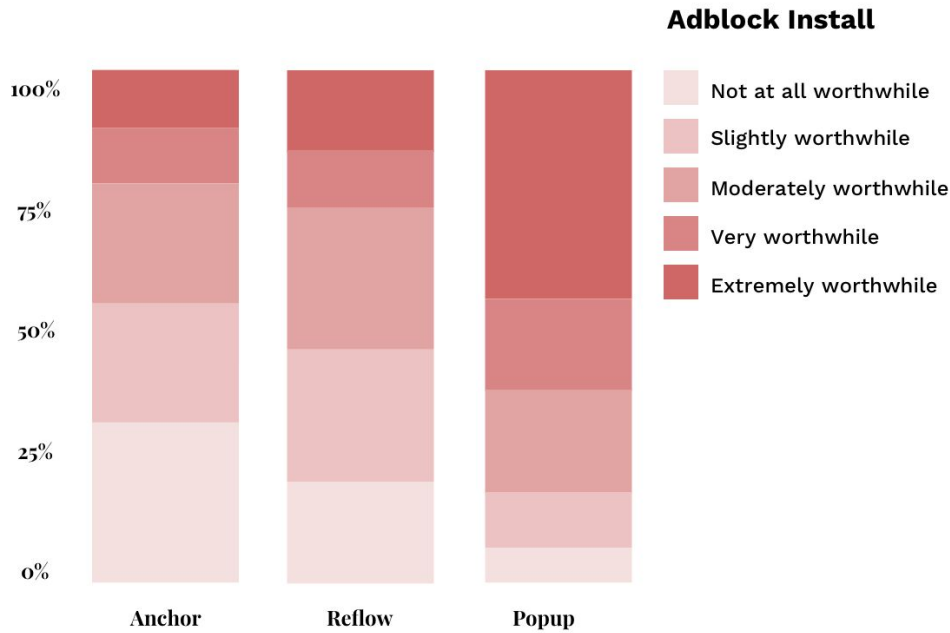 Adblock Install
100%
75%
50%
25%
0%
Not at all worthwhile
Slightly worthwhile
Moderately worthwhile
Very worthwhile
Extremely worthwhile
Anchor
Reflow
Popup